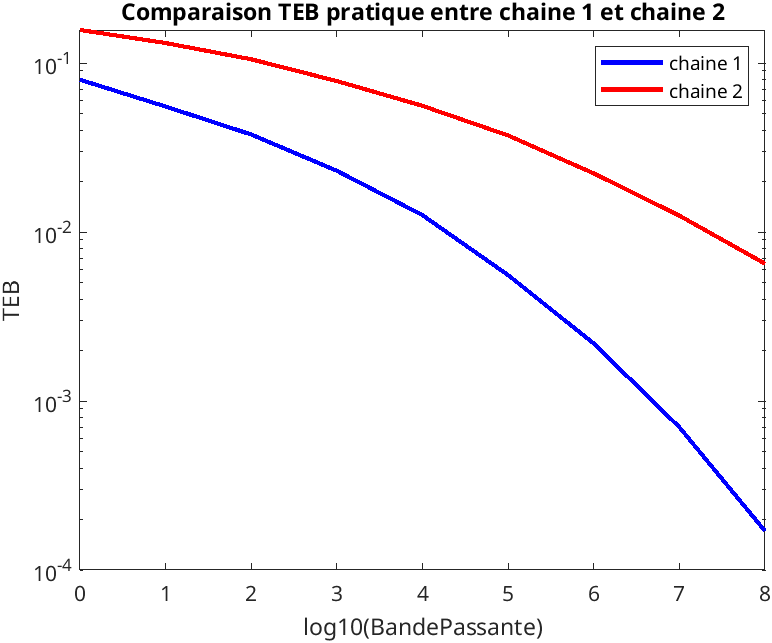 Comparaison TEB pratique entre chaine 1 et chaine 2
chaine 1
chaine 2
10-1
10-2
10-3
10-4
TEB
0 1 2 3 4 5 6 7 8
log10(BandePassante)